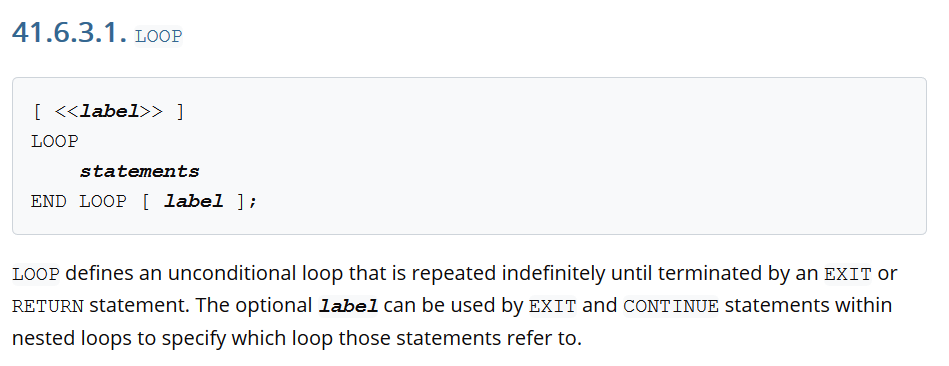 41.6.3.1. LOOP
[ <<label>> ]
LOOP
    statements
END LOOP [ label ];
LOOP defines an unconditional loop that is repeated indefinitely until terminated by an EXIT or
RETURN statement. The optional label can be used by EXIT and CONTINUE statements within
nested loops to specify which loop those statements refer to.